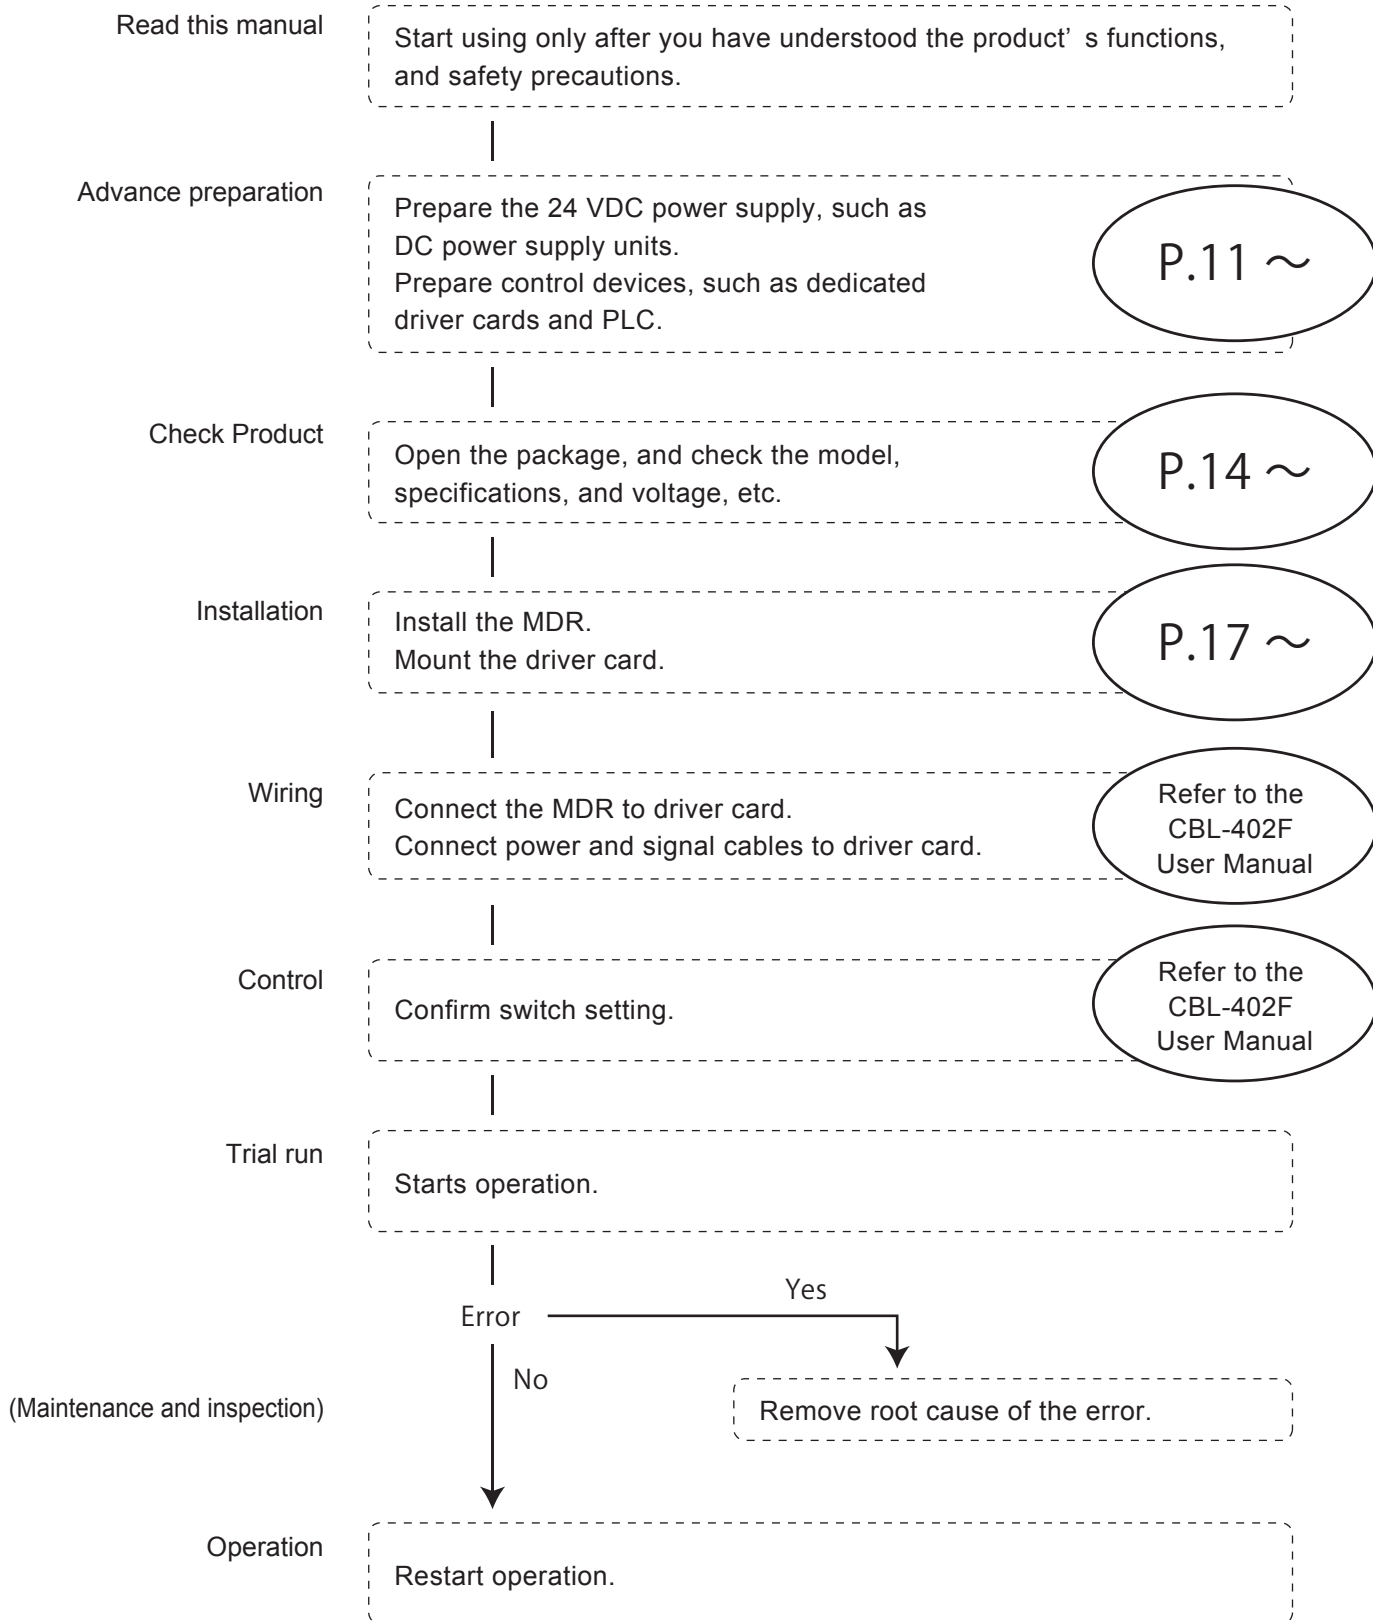 Read this manual
Start using only after you have understood the product’ s functions,
and safety precautions.
Advance preparation
Prepare the 24 VDC power supply, such as
DC power supply units.
Prepare control devices, such as dedicated
driver cards and PLC.
P.11 ～
Check Product
Open the package, and check the model,
specifications, and voltage, etc.
P.14 ～
Installation
Install the MDR.
Mount the driver card.
P.17 ～
Wiring
Connect the MDR to driver card.
Connect power and signal cables to driver card.
Refer to the
CBL-402F
User Manual
Control
Confirm switch setting.
Refer to the
CBL-402F
User Manual
Trial run
Starts operation.
Error
Yes
No
(Maintenance and inspection)
Remove root cause of the error.
Operation
Restart operation.